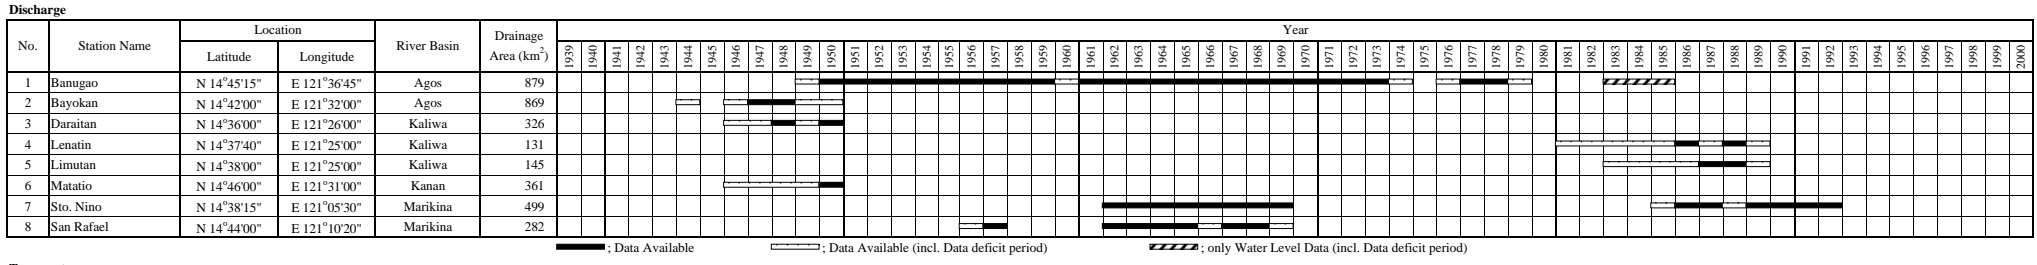 Discharge
No. Station Name Location River Basin Drainage Area (km²) Year
Latitude Longitude 1939 1940 1941 1942 1943 1944 1945 1946 1947 1948 1949 1950 1951 1952 1953 1954 1955 1956 1957 1958 1959 1960 1961 1962 1963 1964 1965 1966 1967 1968 1969 1970 1971 1972 1973 1974 1975 1976 1977 1978 1979 1980 1981 1982 1983 1984 1985 1986 1987 1988 1989 1990 1991 1992 1993 1994 1995 1996 1997 1998 1999 2000
1 Banugao N 14°45'15" E 121°36'45" Agos 879
2 Bayokan N 14°42'00" E 121°32'00" Agos 869
3 Daraitan N 14°36'00" E 121°26'00" Kaliwa 326
4 Lenatin N 14°37'40" E 121°25'00" Kaliwa 131
5 Limutan N 14°38'00" E 121°25'00" Kaliwa 145
6 Matatio N 14°46'00" E 121°31'00" Kanan 361
7 Sto. Nino N 14°38'15" E 121°05'30" Marikina 499
8 San Rafael N 14°44'00" E 121°10'20" Marikina 282
; Data Available ; Data Available (incl. Data deficit period) ; only Water Level Data (incl. Data deficit period)